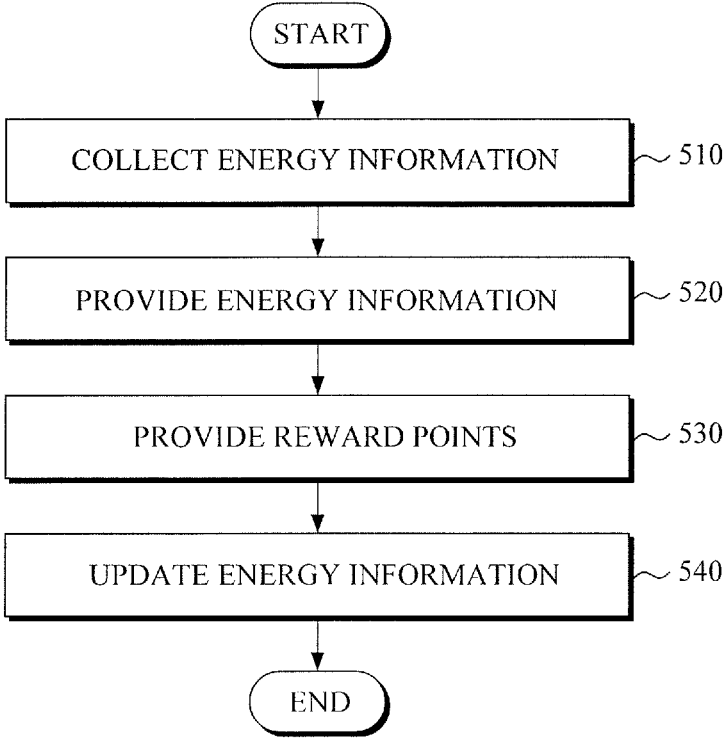 START
COLLECT ENERGY INFORMATION
510
PROVIDE ENERGY INFORMATION
520
PROVIDE REWARD POINTS
530
UPDATE ENERGY INFORMATION
540
END